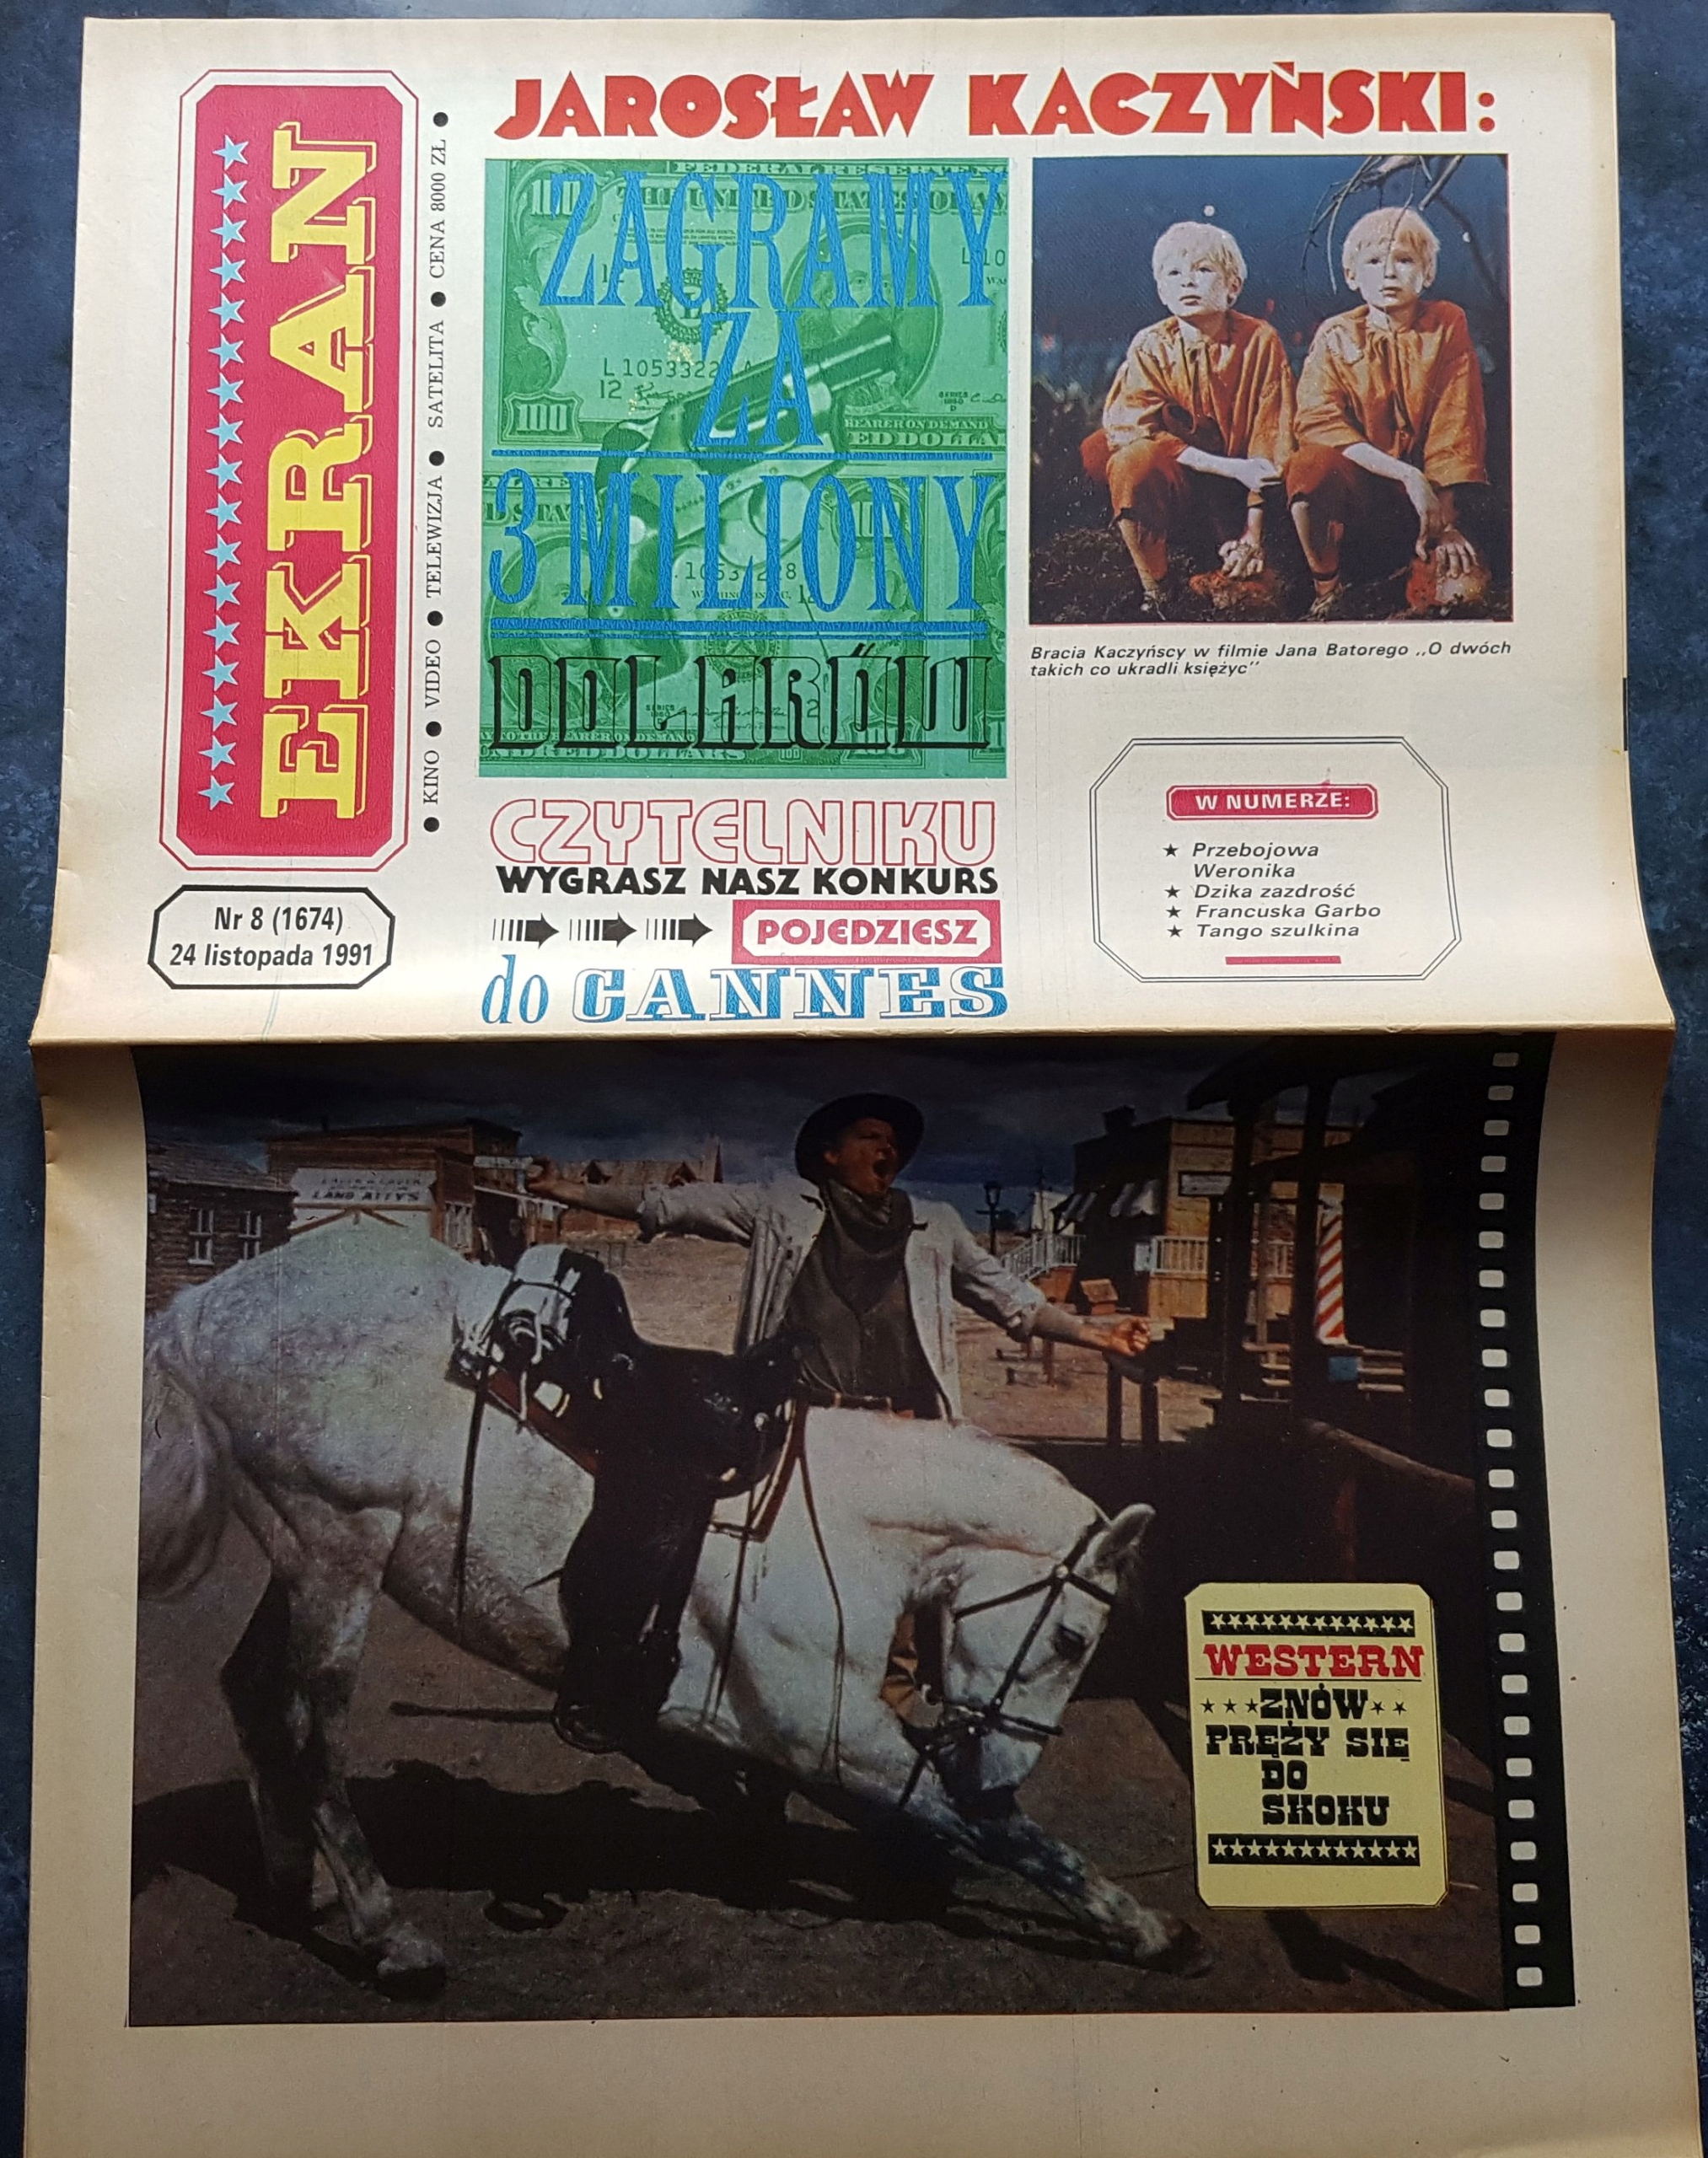 JAROSŁAW KACZYŃSKI:
EKRAN
● KINO ● VIDEO ● TELEWIZJA ● SATELITA ● CENA 8000 ZŁ ●
Nr 8 (1674)
24 listopada 1991
ZAGRAMY
ZA
3 MILIONY
DOLARÓW
CZYTELNIKU
WYGRASZ NASZ KONKURS
POJEDZIESZ
do CANNES
Bracia Kaczyńscy w filmie Jana Batorego „O dwóch
takich co ukradli księżyc”
W NUMERZE:
★ Przebojowa
Weronika
★ Dzika zazdrość
★ Francuska Garbo
★ Tango szulkina
LAND ATTY'S
WESTERN
ZNÓW
PRĘŻY SIĘ
DO
SKOKU